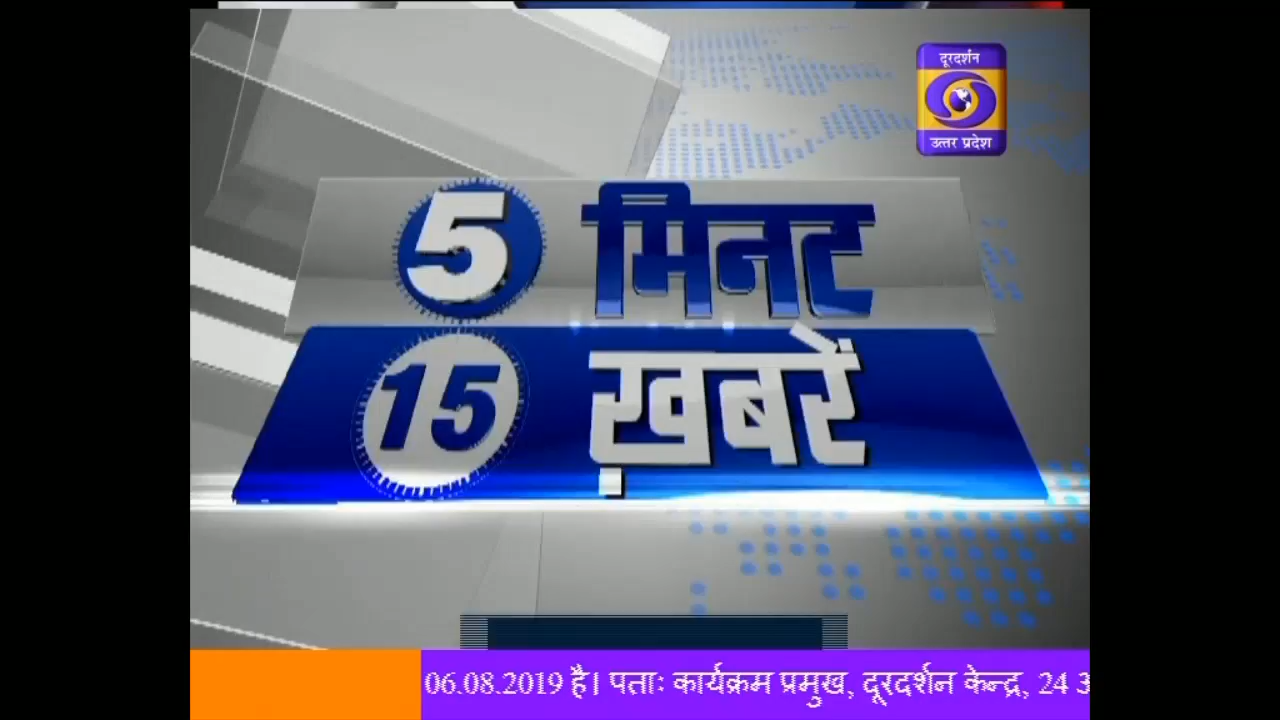 दूरदर्शन
उत्तर प्रदेश
5 मिनट
15 ख़बरें
06.08.2019 है। पताः कार्यक्रम प्रमुख, दूरदर्शन केन्द्र, 24